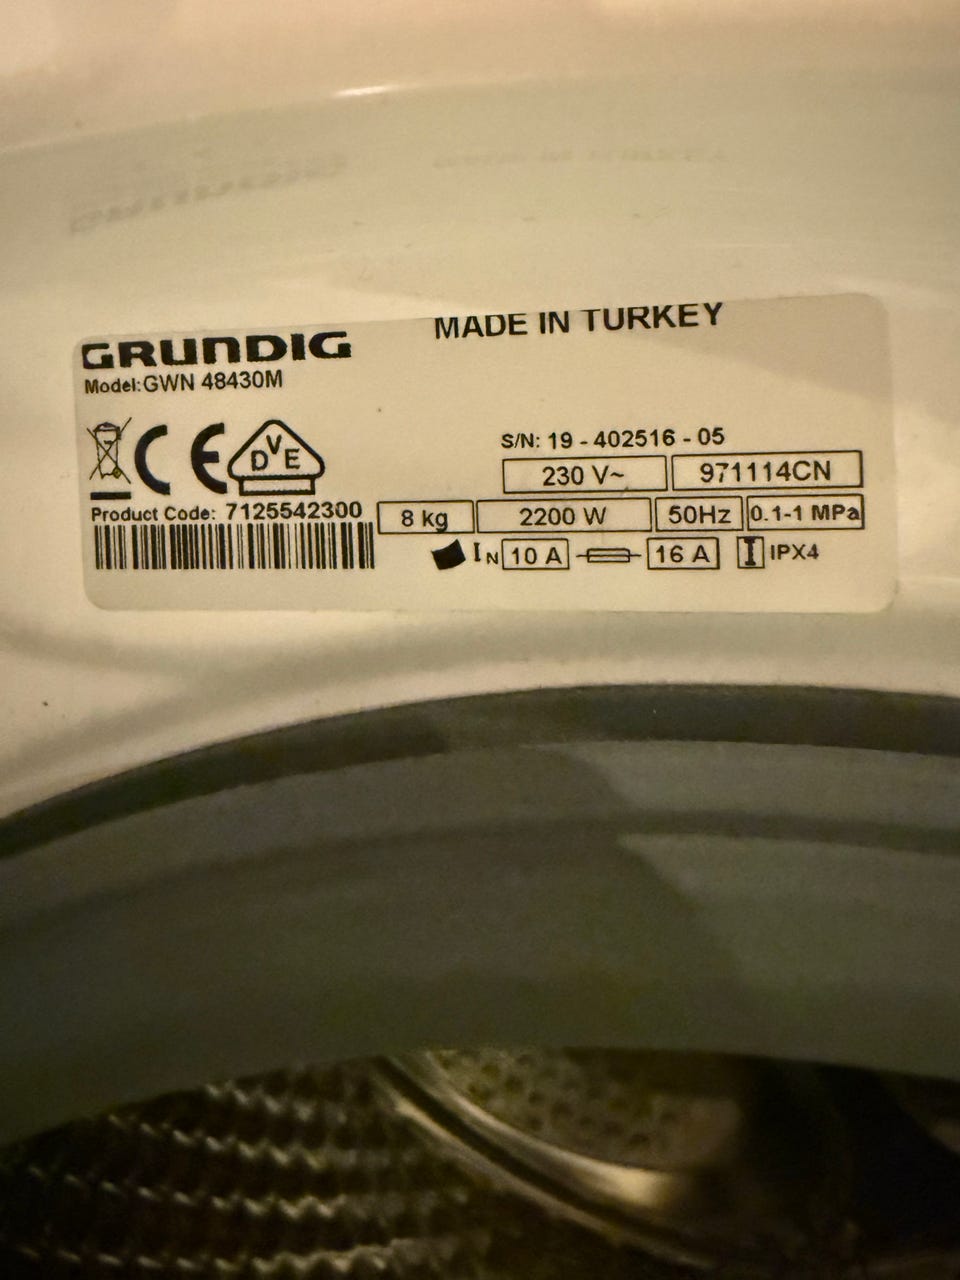 GRUNDIG
MADE IN TURKEY
Model:GWN 48430M
DVE
S/N: 19 - 402516 - 05
230 V~ 971114CN
Product Code: 7125542300
8 kg 2200 W 50Hz 0.1-1 MPa
IN 10 A 16 A I IPX4